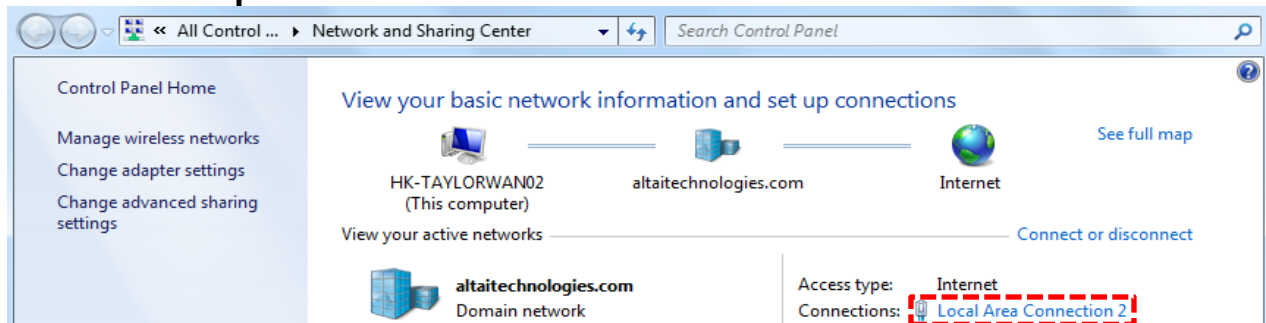 « All Control ... ▸ Network and Sharing Center
Search Control Panel
Control Panel Home
Manage wireless networks
Change adapter settings
Change advanced sharing
settings
View your basic network information and set up connections
See full map
HK-TAYLORWAN02
(This computer)
altaitechnologies.com
Internet
View your active networks
Connect or disconnect
altaitechnologies.com
Domain network
Access type: Internet
Connections: Local Area Connection 2